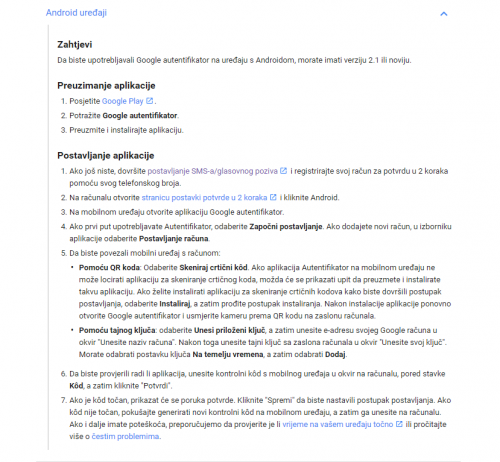 Android uređaji
Zahtjevi
Da biste upotrebljavali Google autentifikator na uređaju s Androidom, morate imati verziju 2.1 ili noviju.
Preuzimanje aplikacije
1. Posjetite Google Play.
2. Potražite Google autentifikator.
3. Preuzmite i instalirajte aplikaciju.
Postavljanje aplikacije
1. Ako još niste, dovršite postavljanje SMS-a/glasovnog poziva i registrirajte svoj račun za potvrdu u 2 koraka
pomoću svog telefonskog broja.
2. Na računalu otvorite stranicu postavki potvrde u 2 koraka i kliknite Android.
3. Na mobilnom uređaju otvorite aplikaciju Google autentifikator.
4. Ako prvi put upotrebljavate Autentifikator, odaberite Započni postavljanje. Ako dodajete novi račun, u izborniku
aplikacije odaberite Postavljanje računa.
5. Da biste povezali mobilni uređaj s računom:
• Pomoću QR koda: Odaberite Skeniraj crtični kôd. Ako aplikacija Autentifikator na mobilnom uređaju ne
može locirati aplikaciju za skeniranje crtičnog koda, možda će se prikazati upit da preuzmete i instalirate
takvu aplikaciju. Ako želite instalirati aplikaciju za skeniranje crtičnih kodova kako biste dovršili postupak
postavljanja, odaberite Instaliraj, a zatim prođite postupak instaliranja. Nakon instalacije aplikacije ponovno
otvorite Google autentifikator i usmjerite kameru prema QR kodu na zaslonu računala.
• Pomoću tajnog ključa: odaberite Unesi priloženi ključ, a zatim unesite e-adresu svojeg Google računa u
okvir "Unesite naziv računa". Nakon toga unesite tajni ključ sa zaslona računala u okvir "Unesite svoj ključ".
Morate odabrati postavku ključa Na temelju vremena, a zatim odabrati Dodaj.
6. Da biste provjerili radi li aplikacija, unesite kontrolni kôd s mobilnog uređaja u okvir na računalu, pored stavke
Kôd, a zatim kliknite "Potvrdi".
7. Ako je kôd točan, prikazat će se poruka potvrde. Kliknite "Spremi" da biste nastavili postupak postavljanja. Ako
kôd nije točan, pokušajte generirati novi kontrolni kôd na mobilnom uređaju, a zatim ga unesite na računalu.
Ako i dalje imate poteškoća, preporučujemo da provjerite je li vrijeme na vašem uređaju točno ili pročitajte
više o čestim problemima.